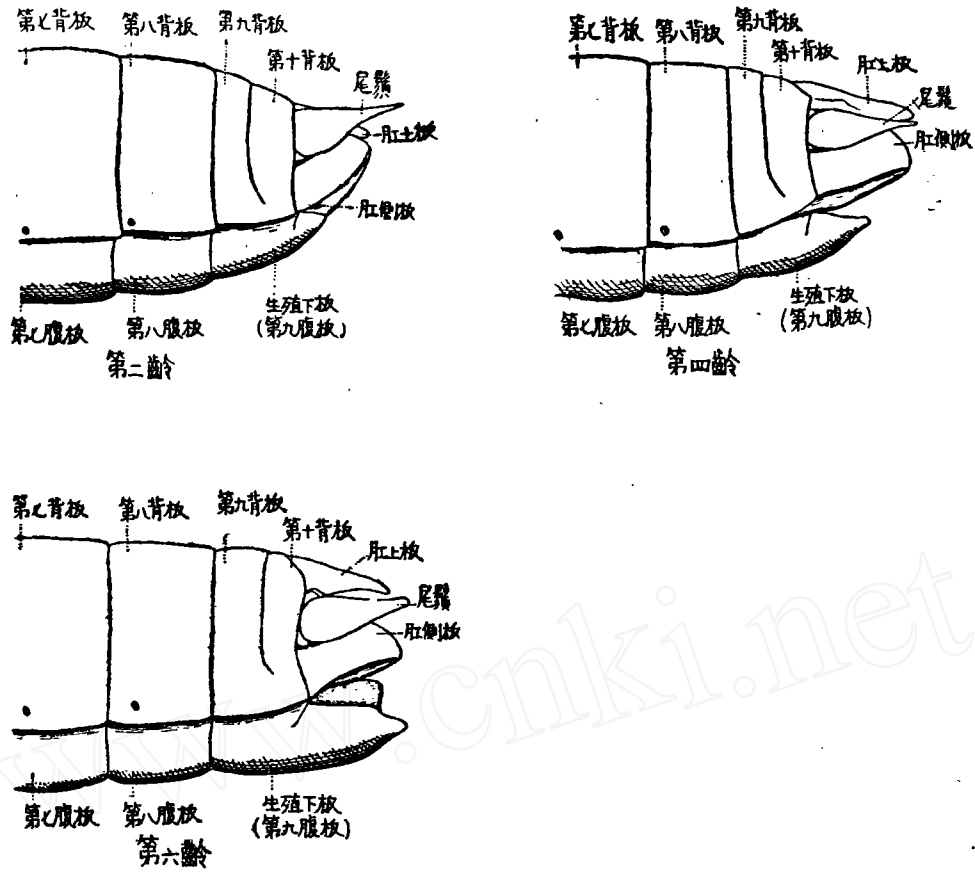 第七背板
第八背板
第九背板
第十背板
尾鬚
肛上板
肛側板
生殖下板
(第九腹板)
第七腹板
第八腹板
第二齡
第七背板
第八背板
第九背板
第十背板
肛上板
尾鬚
肛側板
生殖下板
(第九腹板)
第七腹板
第八腹板
第四齡
第七背板
第八背板
第九背板
第十背板
肛上板
尾鬚
肛側板
生殖下板
(第九腹板)
第七腹板
第八腹板
第六齡
www.cnki.net